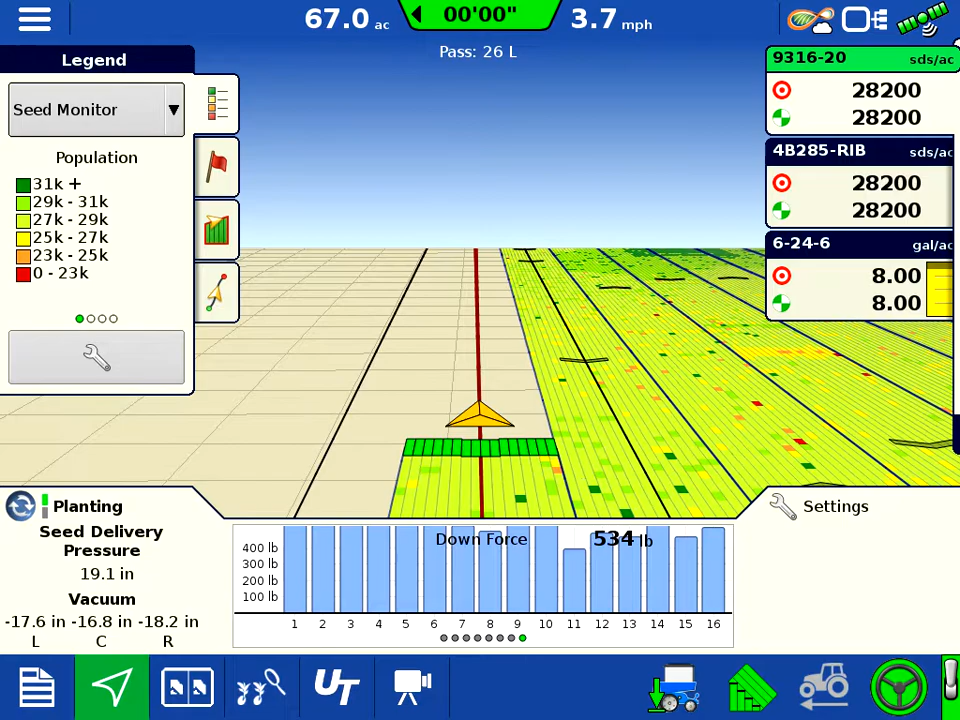 67.0 ac
00'00"
3.7 mph
Pass: 26 L
Legend
Seed Monitor
Population
31k +
29k - 31k
27k - 29k
25k - 27k
23k - 25k
0 - 23k
9316-20 sds/ac
28200
28200
4B285-RIB sds/ac
28200
28200
6-24-6 gal/ac
8.00
8.00
Planting
Seed Delivery
Pressure
19.1 in
Vacuum
-17.6 in -16.8 in -18.2 in
L C R
Down Force 534 lb
400 lb
300 lb
200 lb
100 lb
1 2 3 4 5 6 7 8 9 10 11 12 13 14 15 16
Settings
UT